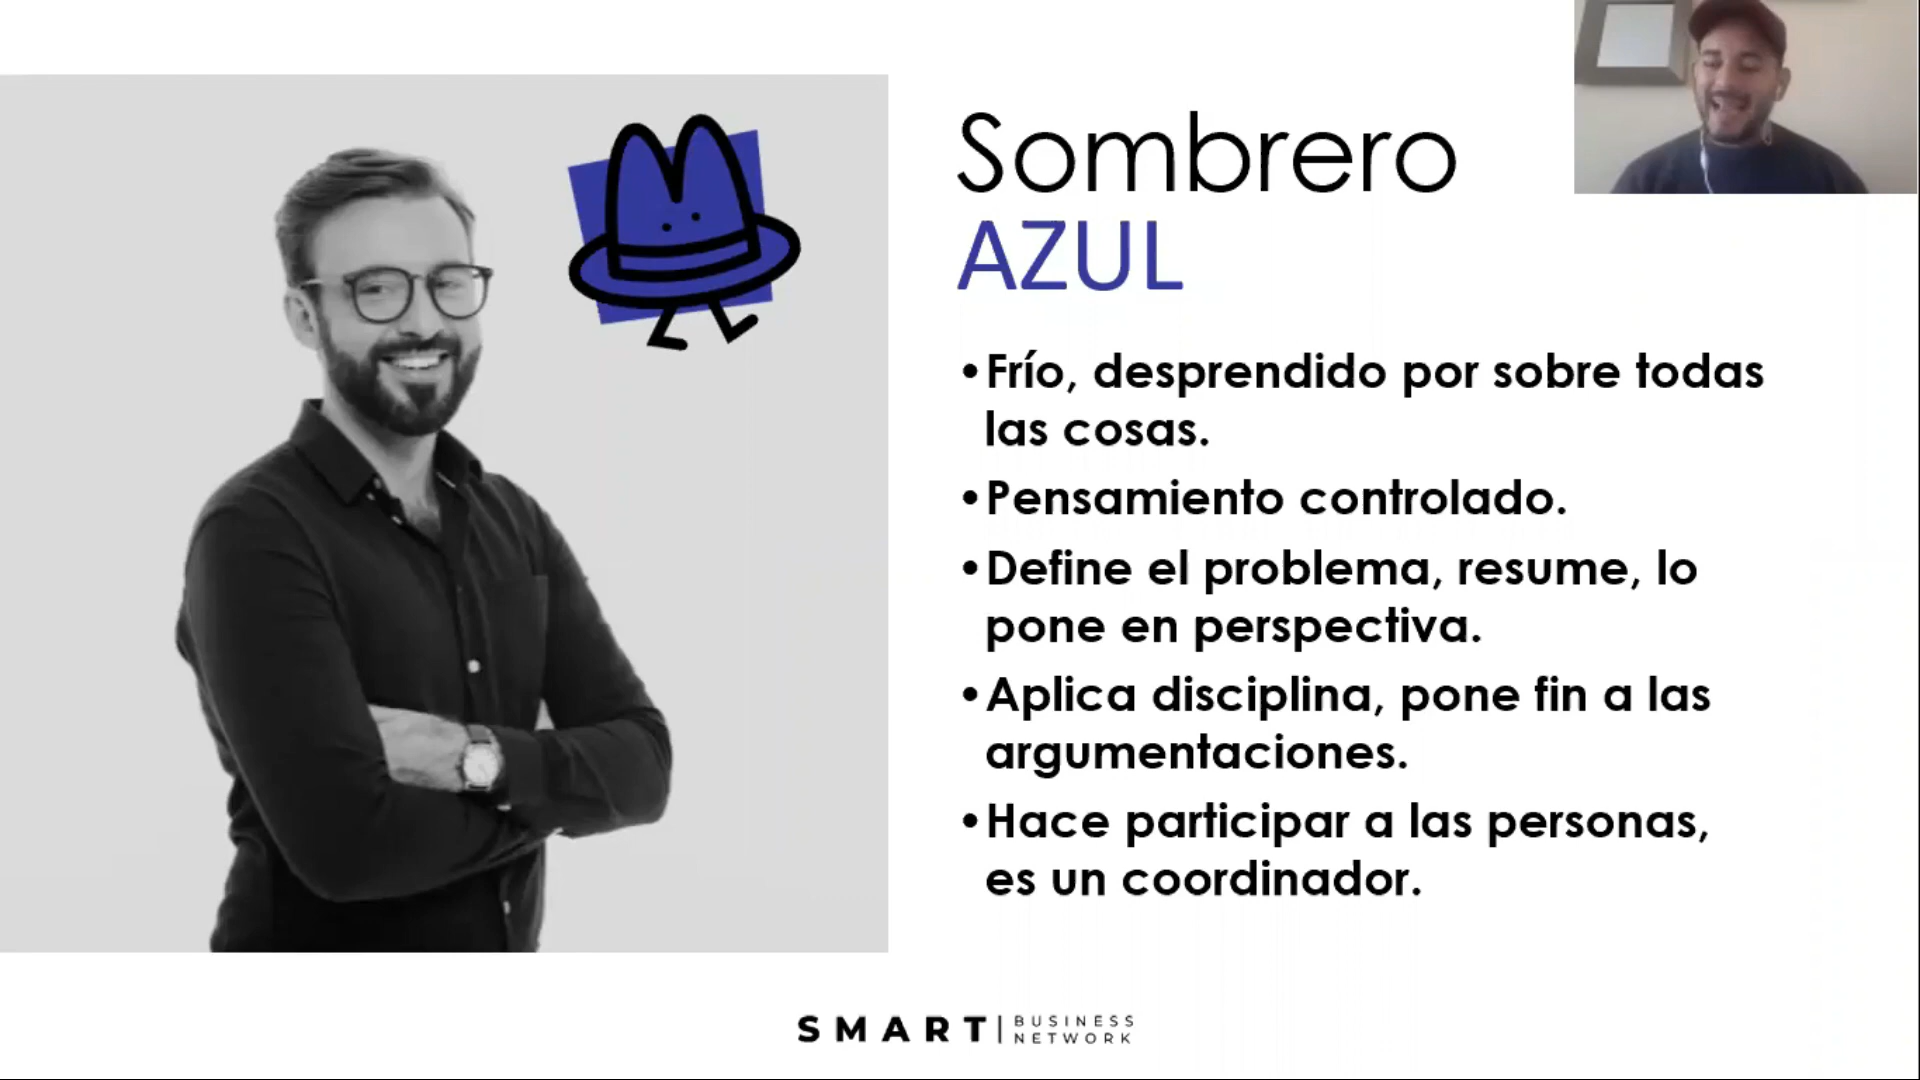 Sombrero
AZUL
•Frío, desprendido por sobre todas
las cosas.
•Pensamiento controlado.
•Define el problema, resume, lo
pone en perspectiva.
•Aplica disciplina, pone fin a las
argumentaciones.
•Hace participar a las personas,
es un coordinador.
SMART | BUSINESS
NETWORK